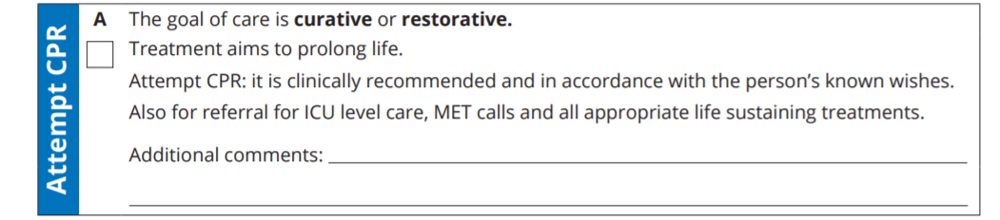 Attempt CPR
A The goal of care is curative or restorative.
Treatment aims to prolong life.
Attempt CPR: it is clinically recommended and in accordance with the person’s known wishes.
Also for referral for ICU level care, MET calls and all appropriate life sustaining treatments.
Additional comments: